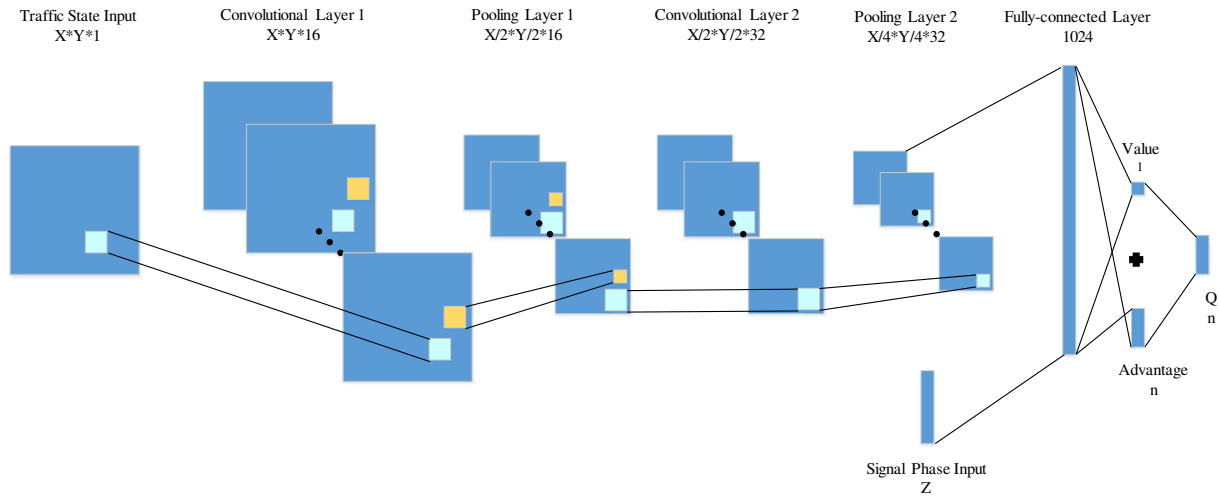 Traffic State Input
X*Y*1
Convolutional Layer 1
X*Y*16
Pooling Layer 1
X/2*Y/2*16
Convolutional Layer 2
X/2*Y/2*32
Pooling Layer 2
X/4*Y/4*32
Fully-connected Layer
1024
Value
1
Q
n
Advantage
n
Signal Phase Input
Z